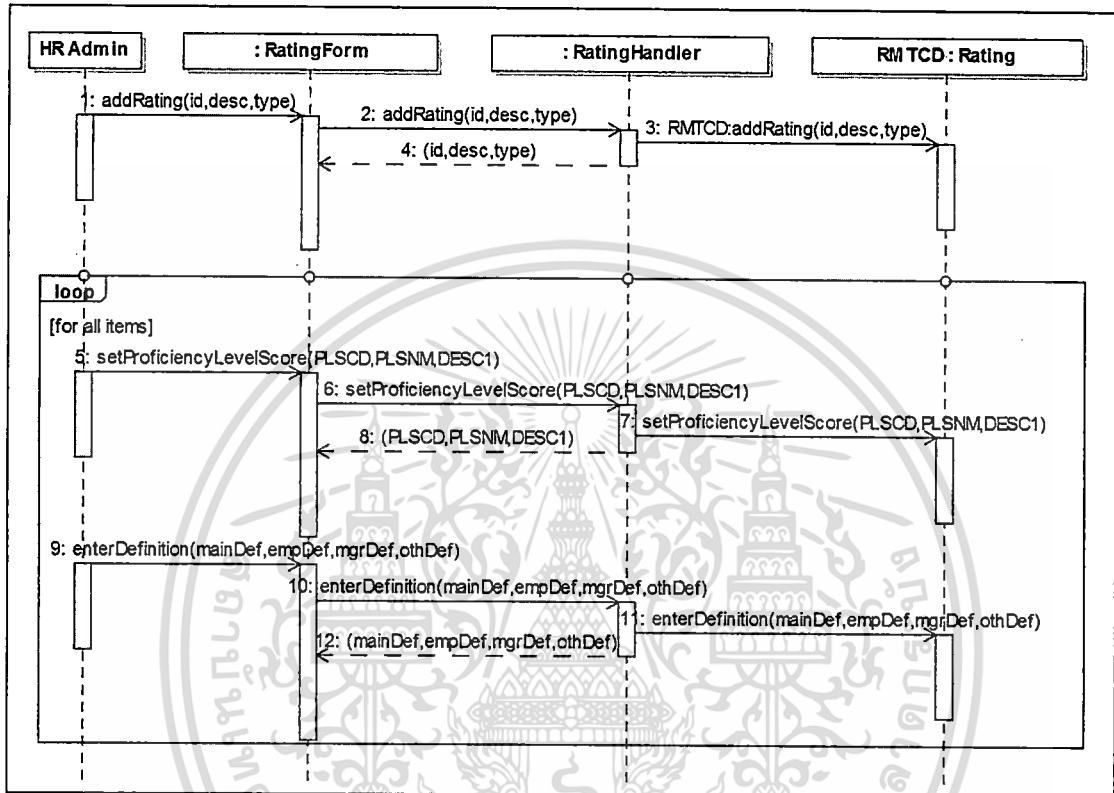 HR Admin
: RatingForm
: RatingHandler
RMTCD: Rating
1: addRating(id,desc,type)
2: addRating(id,desc,type)
3: RMTCD:addRating(id,desc,type)
4: (id,desc,type)
loop
[for all items]
5: setProficiencyLevelScore(PLSCD,PLSNM,DESC1)
6: setProficiencyLevelScore(PLSCD,PLSNM,DESC1)
7: setProficiencyLevelScore(PLSCD,PLSNM,DESC1)
8: (PLSCD,PLSNM,DESC1)
9: enterDefinition(mainDef,empDef,mgrDef,othDef)
10: enterDefinition(mainDef,empDef,mgrDef,othDef)
11: enterDefinition(mainDef,empDef,mgrDef,othDef)
12: (mainDef,empDef,mgrDef,othDef)